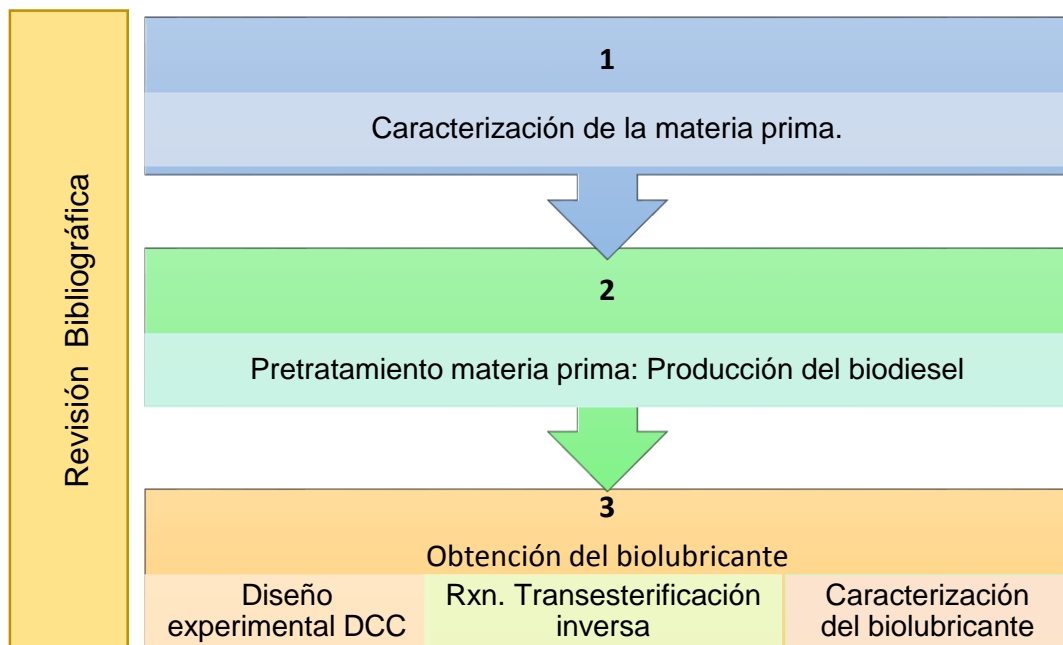 Revisión Bibliográfica
1
Caracterización de la materia prima.
2
Pretratamiento materia prima: Producción del biodiesel
3
Obtención del biolubricante
Diseño
experimental DCC
Rxn. Transesterificación
inversa
Caracterización
del biolubricante